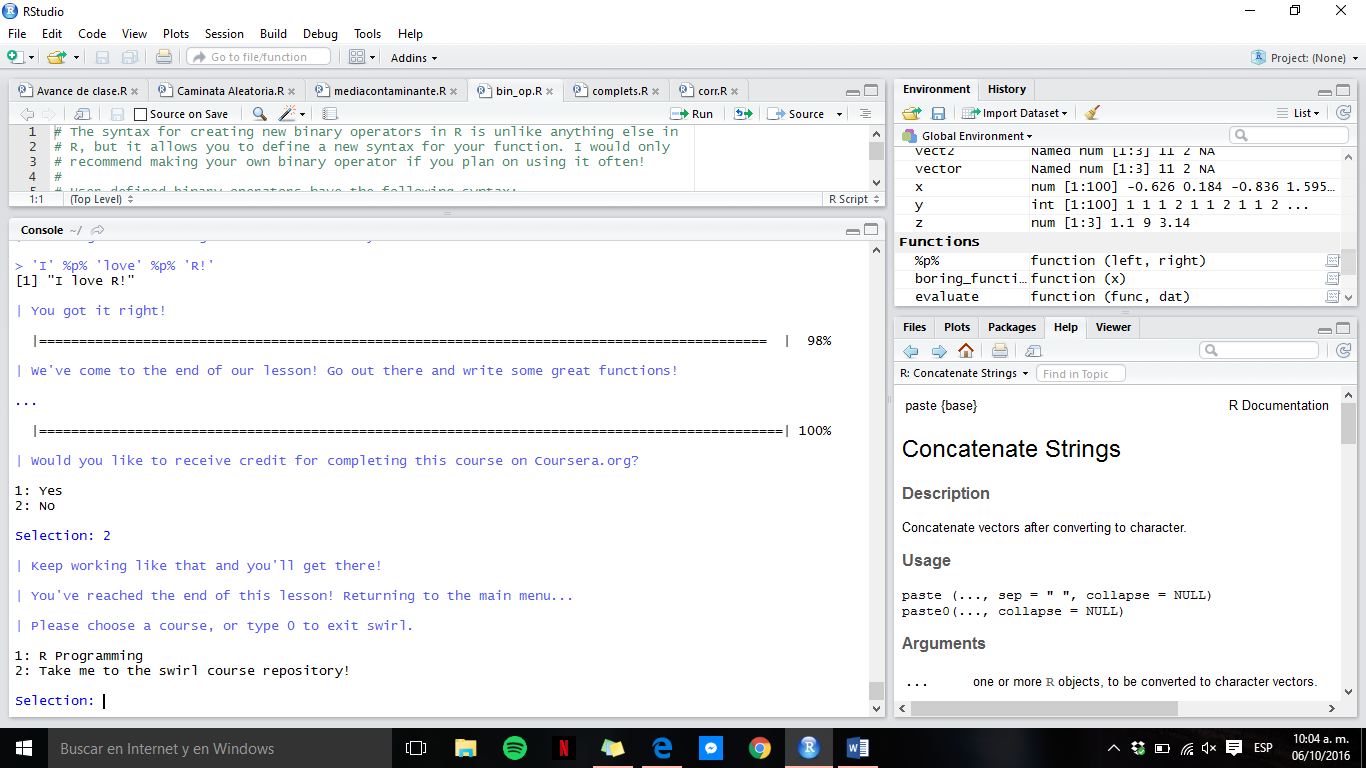 RStudio
File Edit Code View Plots Session Build Debug Tools Help
Go to file/function Addins Project: (None)
Avance de clase.R Caminata Aleatoria.R mediacontaminante.R bin_op.R complets.R corr.R
Source on Save Run Source
1 # The syntax for creating new binary operators in R is unlike anything else in
2 # R, but it allows you to define a new syntax for your function. I would only
3 # recommend making your own binary operator if you plan on using it often!
4 #
5 # User-defined binary operators have the following syntax:
1:1 (Top Level) R Script
Console ~/
> 'I' %p% 'love' %p% 'R!'
[1] "I love R!"
| You got it right!
|=============================================================================================== | 98%
| We've come to the end of our lesson! Go out there and write some great functions!
...
|=================================================================================================| 100%
| Would you like to receive credit for completing this course on Coursera.org?
1: Yes
2: No
Selection: 2
| Keep working like that and you'll get there!
| You've reached the end of this lesson! Returning to the main menu...
| Please choose a course, or type 0 to exit swirl.
1: R Programming
2: Take me to the swirl course repository!
Selection:
Environment History
Import Dataset List
Global Environment
vect2 Named num [1:3] 11 2 NA
vector Named num [1:3] 11 2 NA
x num [1:100] -0.626 0.184 -0.836 1.595…
y int [1:100] 1 1 1 2 1 1 2 1 1 2 ...
z num [1:3] 1.1 9 3.14
Functions
%p% function (left, right)
boring_functi… function (x)
evaluate function (func, dat)
Files Plots Packages Help Viewer
R: Concatenate Strings Find in Topic
paste {base} R Documentation
Concatenate Strings
Description
Concatenate vectors after converting to character.
Usage
paste (..., sep = " ", collapse = NULL)
paste0(..., collapse = NULL)
Arguments
... one or more R objects, to be converted to character vectors.
Buscar en Internet y en Windows
ESP
10:04 a. m.
06/10/2016